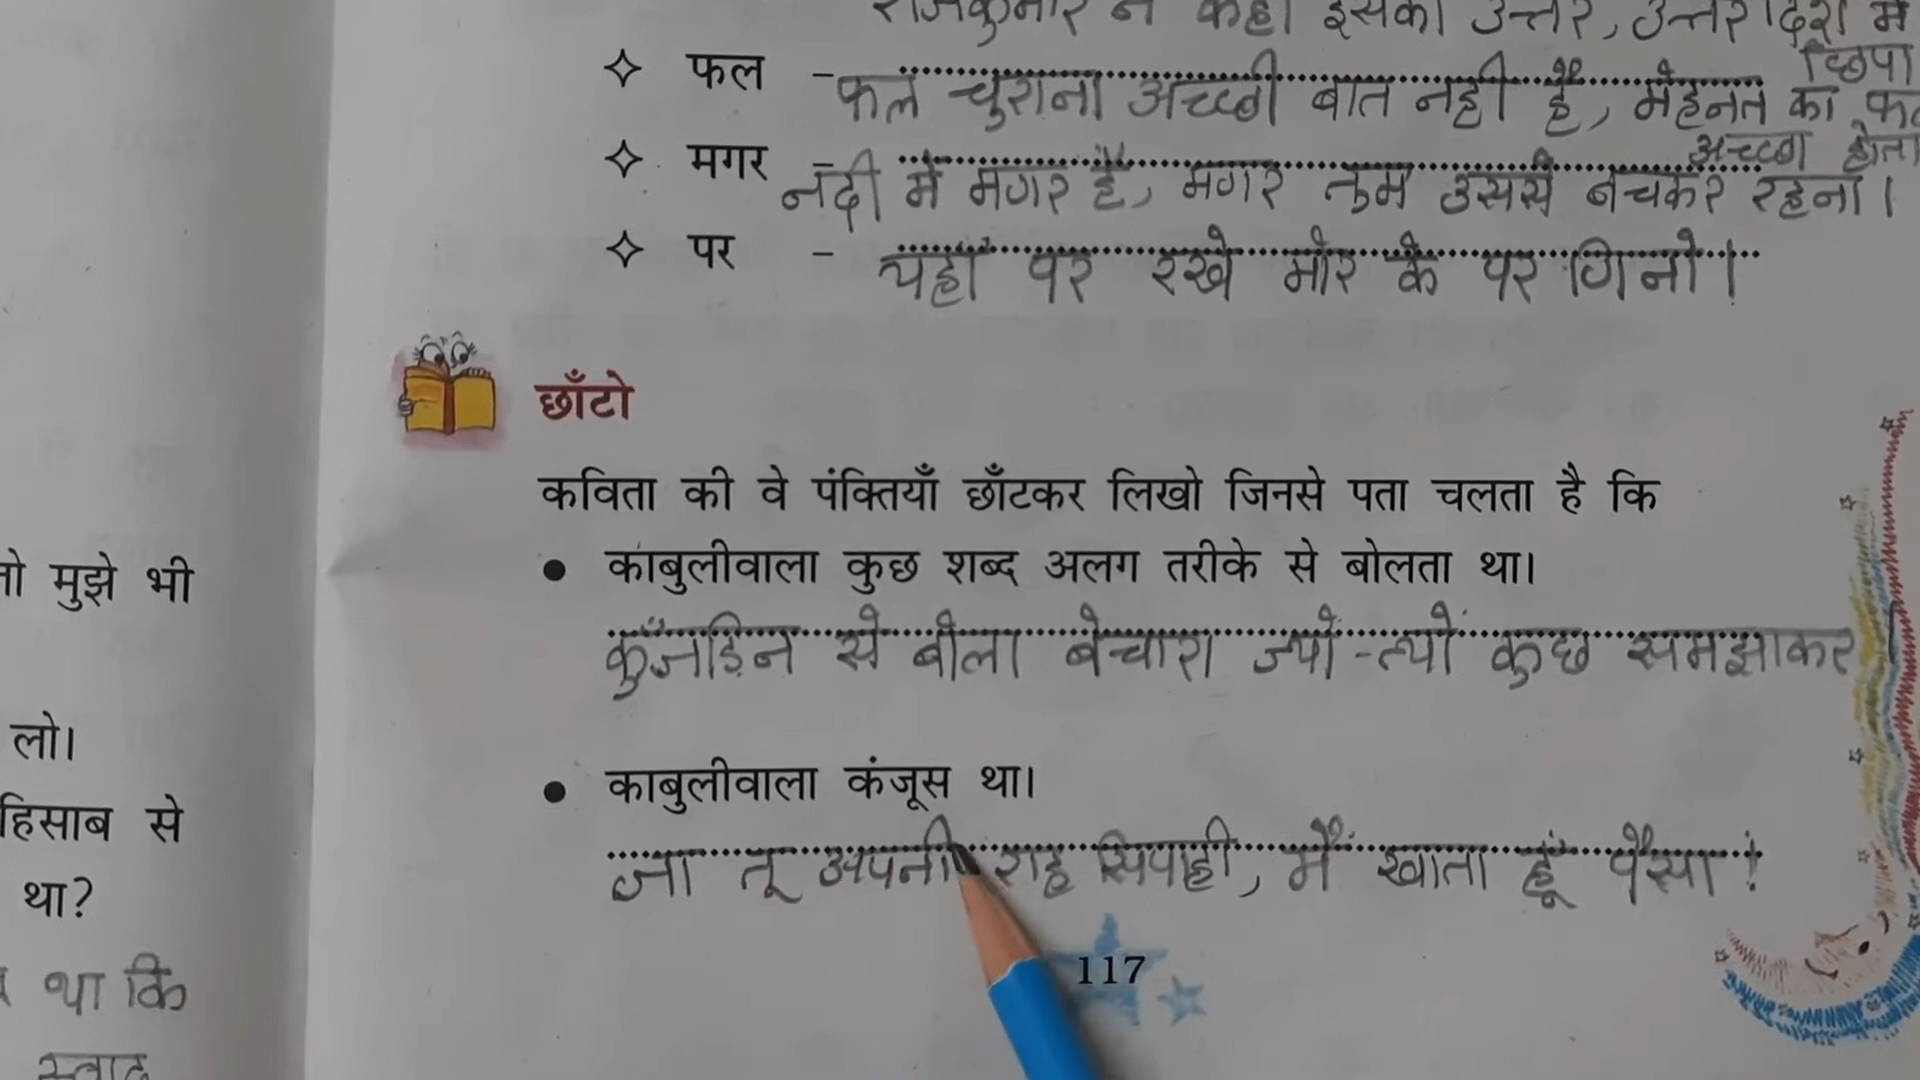 राजकुमार ने कहा इसका उत्तर, उत्तर दिशा में
छिपा
✧ फल - फल चुराना अच्छी बात नही है, मेहनत का फल
अच्छा होता
✧ मगर - नदी में मगर है, मगर तुम उससे बचकर रहना।
✧ पर - यहाँ पर रखे मोर के पर गिनो।
छाँटो
कविता की वे पंक्तियाँ छाँटकर लिखो जिनसे पता चलता है कि
तो मुझे भी
• काबुलीवाला कुछ शब्द अलग तरीके से बोलता था।
कुँजड़िन से बोला बेचारा ज्यों-त्यों कुछ समझाकर
लो।
• काबुलीवाला कंजूस था।
हिसाब से
जा तू अपनी राह सिपाही, मैं खाता हूँ पैसा!
था?
था कि
117
स्वाद